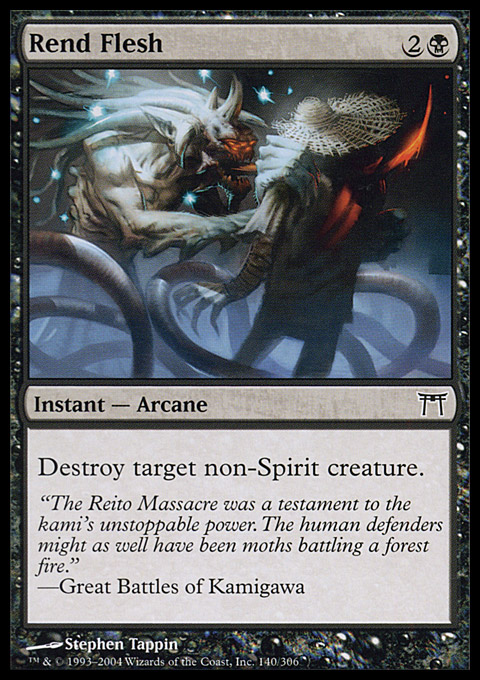 Rend Flesh 2
Instant — Arcane
Destroy target non-Spirit creature.
“The Reito Massacre was a testament to the
kami’s unstoppable power. The human defenders
might as well have been moths battling a forest
fire.”
—Great Battles of Kamigawa
Stephen Tappin
™ & © 1993–2004 Wizards of the Coast, Inc. 140/306